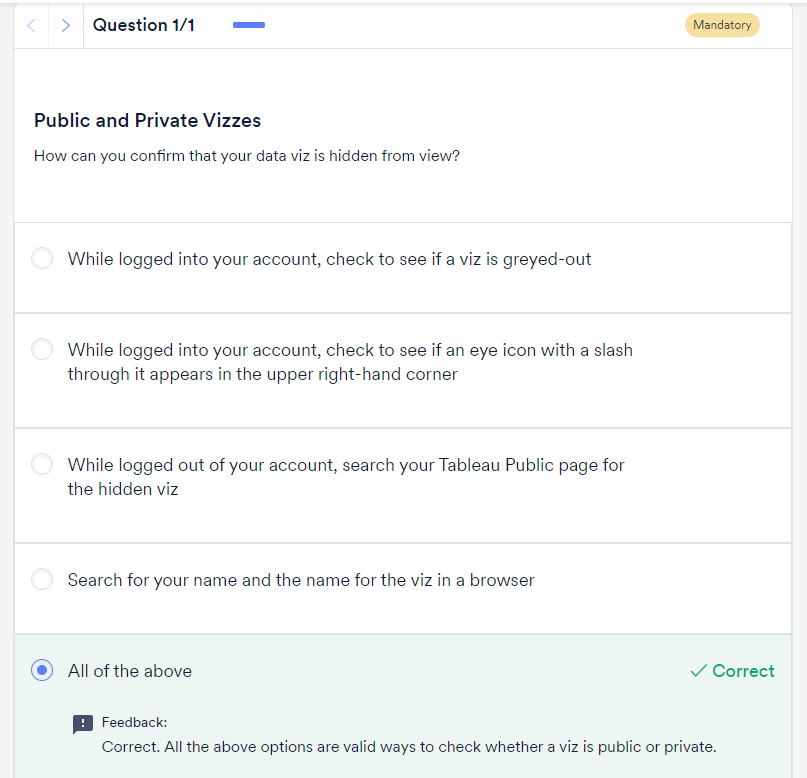 Question 1/1
Mandatory
Public and Private Vizzes
How can you confirm that your data viz is hidden from view?
While logged into your account, check to see if a viz is greyed-out
While logged into your account, check to see if an eye icon with a slash
through it appears in the upper right-hand corner
While logged out of your account, search your Tableau Public page for
the hidden viz
Search for your name and the name for the viz in a browser
All of the above
Correct
Feedback:
Correct. All the above options are valid ways to check whether a viz is public or private.